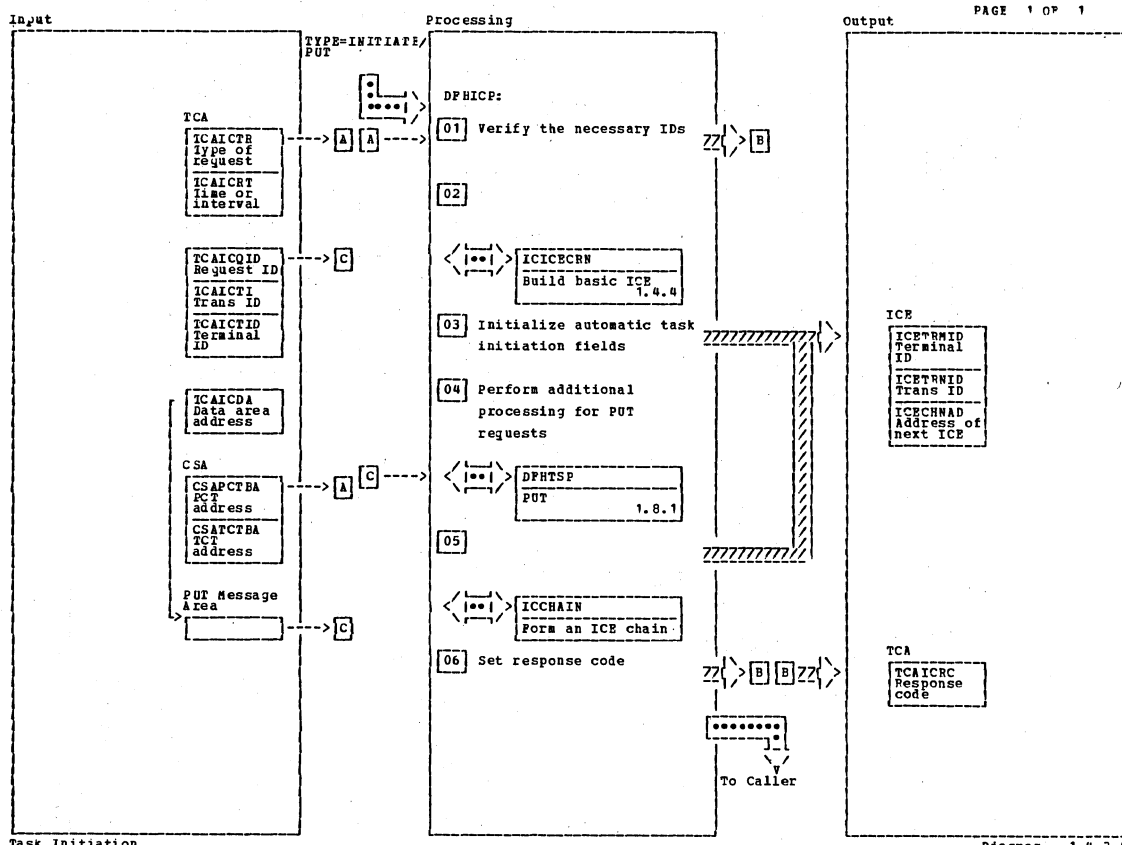 PAGE 1 OF 1
Input
Processing
Output
TYPE=INITIATE/
PUT
DFHICP:
TCA
TCAICTR
Type of
request
TCAICRT
Time or
interval
A
A
01 Verify the necessary IDs
B
02
TCAICQID
Request ID
TCAICTI
Trans ID
TCAICTID
Terminal
ID
C
ICICECRN
Build basic ICE
1.4.4
03 Initialize automatic task
initiation fields
ICE
ICETRMID
Terminal
ID
ICETRNID
Trans ID
ICECHNAD
Address of
next ICE
TCAICDA
Data area
address
04 Perform additional
processing for PUT
requests
CSA
CSAPCTBA
PCT
address
CSATCTBA
TCT
address
A
C
DFHTSP
PUT
1.8.1
05
PUT Message
Area
C
ICCHAIN
Form an ICE chain
06 Set response code
B
B
TCA
TCAICRC
Response
code
To Caller
Task Initiation